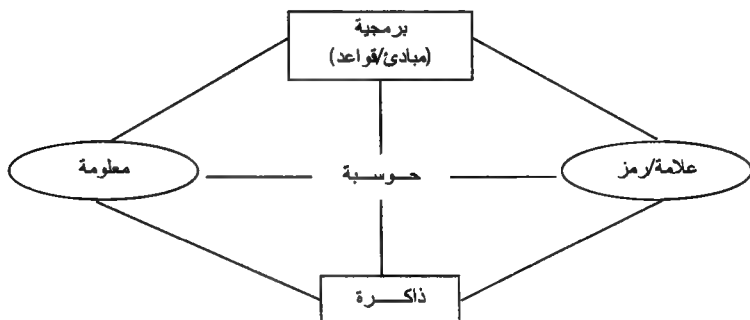 برمجية
(مبادئ/قواعد)
علامة/رمز
حوسبة
معلومة
ذاكرة